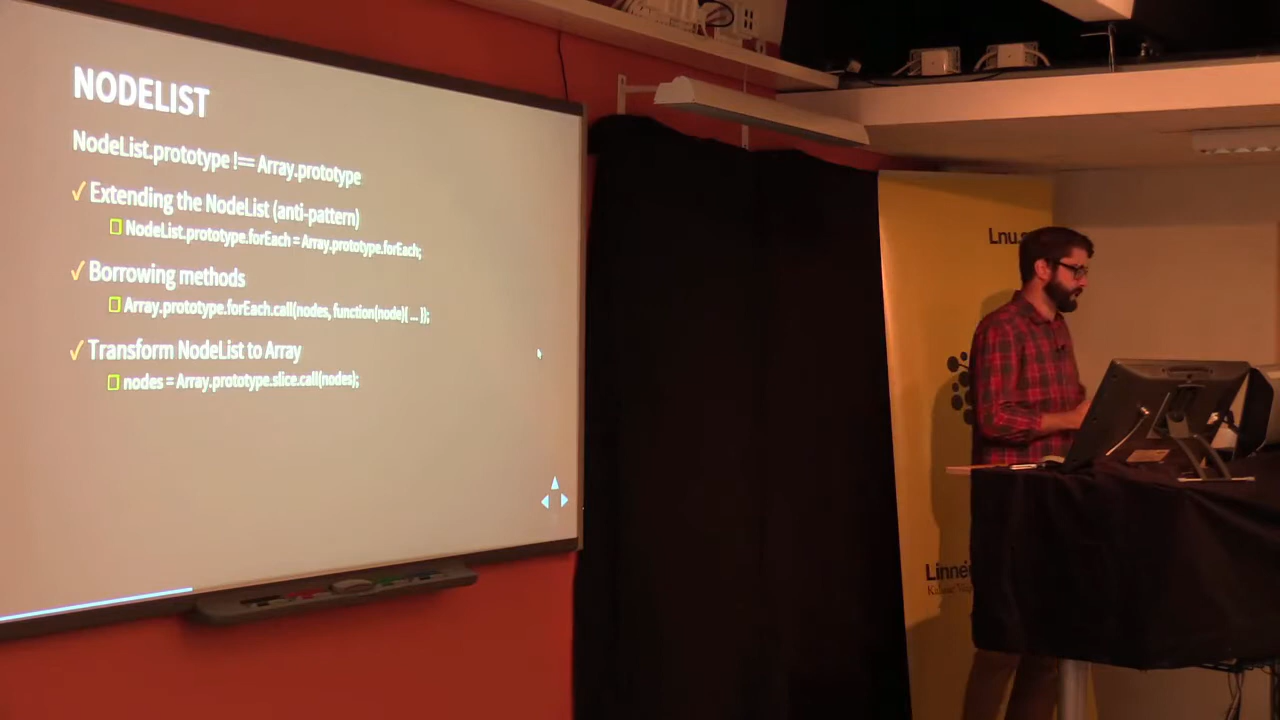 NODELIST
NodeList.prototype !== Array.prototype
✓ Extending the NodeList (anti-pattern)
NodeList.prototype.forEach = Array.prototype.forEach;
✓ Borrowing methods
Array.prototype.forEach.call(nodes, function(node){ ... });
✓ Transform NodeList to Array
nodes = Array.prototype.slice.call(nodes);
Lnu.s
Linné